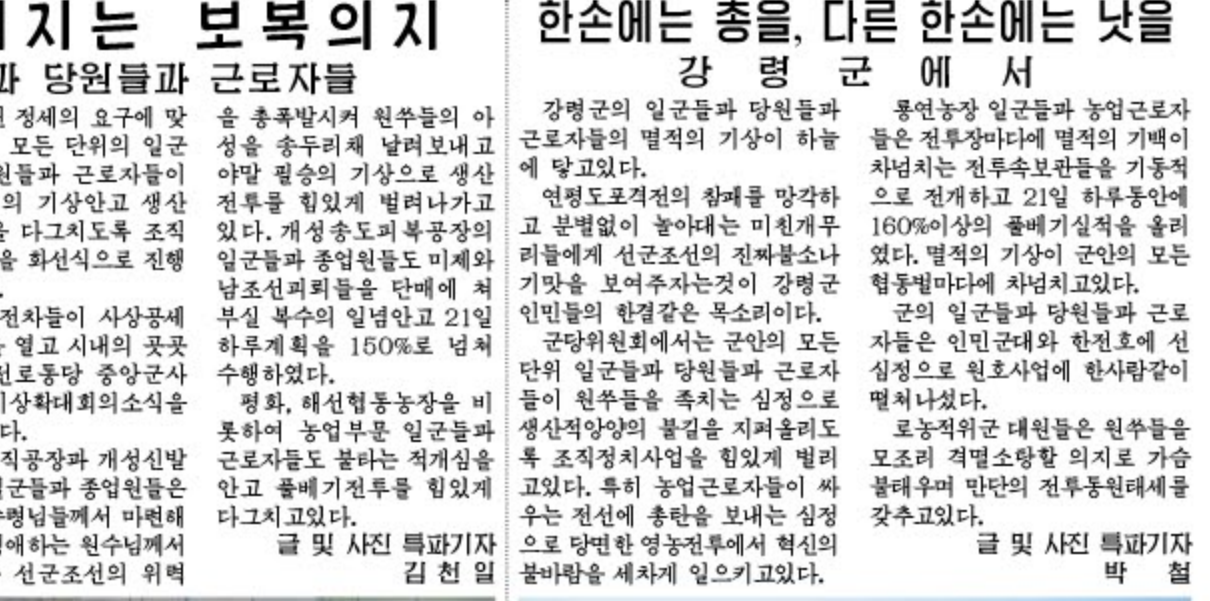 지는 보복의지
당원들과 근로자들
정세의 요구에 맞
모든 단위의 일군
원들과 근로자들이
의 기상안고 생산
다그치도록 조직
을 화선식으로 진행
전차들이 사상공세
열고 시내의 곳곳
전로동당 중앙군사
비상확대회의소식을
다.
직공장과 개성신발
일군들과 종업원들은
수령님들께서 마련해
애하는 원수님께서
선군조선의 위력
을 총폭발시켜 원쑤들의 아
성을 송두리채 날려보내고
야말 필승의 기상으로 생산
전투를 힘있게 벌려나가고
있다. 개성송도피복공장의
일군들과 종업원들도 미제와
남조선괴뢰들을 단매에 쳐
부실 복수의 일념안고 21일
하루계획을 150%로 넘쳐
수행하였다.
평화, 해선협동농장을 비
롯하여 농업부문 일군들과
근로자들도 불타는 적개심을
안고 풀베기전투를 힘있게
다그치고있다.
글 및 사진 특파기자
김천일
한손에는 총을, 다른 한손에는 낫을
강령군에서
강령군의 일군들과 당원들과
근로자들의 멸적의 기상이 하늘
에 닿고있다.
연평도포격전의 참패를 망각하
고 분별없이 놀아대는 미친개무
리들에게 선군조선의 진짜불소나
기맛을 보여주자는것이 강령군
인민들의 한결같은 목소리이다.
군당위원회에서는 군안의 모든
단위 일군들과 당원들과 근로자
들이 원쑤들을 족치는 심정으로
생산적앙양의 불길을 지펴올리도
록 조직정치사업을 힘있게 벌리
고있다. 특히 농업근로자들이 싸
우는 전선에 총탄을 보내는 심정
으로 당면한 영농전투에서 혁신의
불바람을 세차게 일으키고있다.
룡연농장 일군들과 농업근로자
들은 전투장마다에 멸적의 기백이
차넘치는 전투속보판들을 기동적
으로 전개하고 21일 하루동안에
160%이상의 풀베기실적을 올리
였다. 멸적의 기상이 군안의 모든
협동벌마다에 차넘치고있다.
군의 일군들과 당원들과 근로
자들은 인민군대와 한전호에 선
심정으로 원호사업에 한사람같이
떨쳐나섰다.
로농적위군 대원들은 원쑤들을
모조리 격멸소탕할 의지로 가슴
불태우며 만단의 전투동원태세를
갖추고있다.
글 및 사진 특파기자
박 철